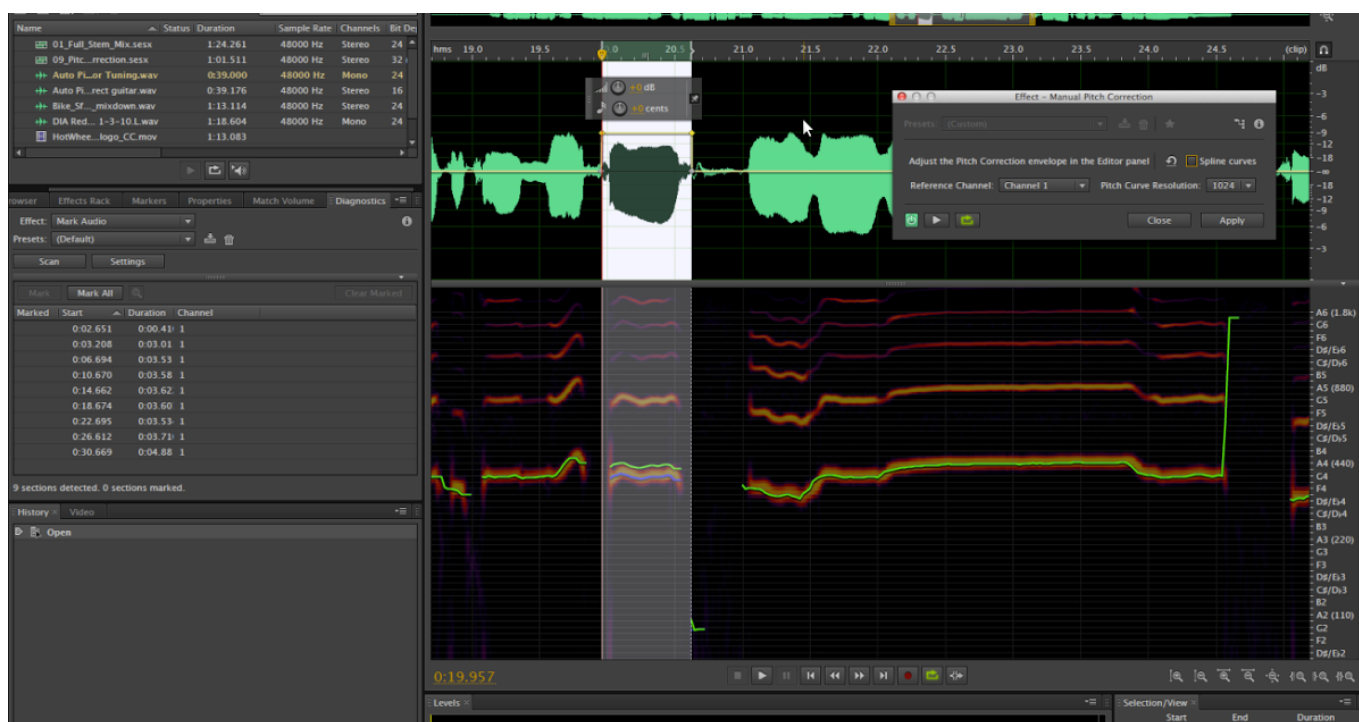 Name Status Duration Sample Rate Channels Bit De
01_Full_Stem_Mix.sesx 1:24.261 48000 Hz Stereo 24
09_Pitc...rrection.sesx 1:01.511 48000 Hz Stereo 32
Auto Pi...or Tuning.wav 0:39.000 48000 Hz Mono 24
Auto Pi...rect guitar.wav 0:39.176 48000 Hz Stereo 16
Bike_Sf..._mixdown.wav 1:13.114 48000 Hz Stereo 24
DIA Red... 1-3-10.L.wav 1:18.604 48000 Hz Mono 24
HotWhee...logo_CC.mov 1:13.083
rowser Effects Rack Markers Properties Match Volume Diagnostics
Effect: Mark Audio
Presets: (Default)
Scan Settings
Mark Mark All Clear Marked
Marked Start Duration Channel
0:02.651 0:00.41 1
0:03.208 0:03.01 1
0:06.694 0:03.53 1
0:10.670 0:03.58 1
0:14.662 0:03.62 1
0:18.674 0:03.60 1
0:22.695 0:03.53 1
0:26.612 0:03.71 1
0:30.669 0:04.88 1
9 sections detected. 0 sections marked.
History Video
Open
hms 19.0 19.5 .0 20.5 21.0 21.5 22.0 22.5 23.0 23.5 24.0 24.5 (clip)
+0 dB
+0 cents
dB
-3
-6
-9
-12
-18
-∞
-18
-12
-9
-6
-3
Effect – Manual Pitch Correction
Presets: (Custom)
Adjust the Pitch Correction envelope in the Editor panel Spline curves
Reference Channel: Channel 1 Pitch Curve Resolution: 1024
Close Apply
A6 (1.8k)
G6
F6
D♯/E♭6
C♯/D♭6
B5
A5 (880)
G5
F5
D♯/E♭5
C♯/D♭5
B4
A4 (440)
G4
F4
D♯/E♭4
C♯/D♭4
B3
A3 (220)
G3
F3
D♯/E♭3
C♯/D♭3
B2
A2 (110)
G2
F2
D♯/E♭2
0:19.957
Levels
Selection/View
Start End Duration